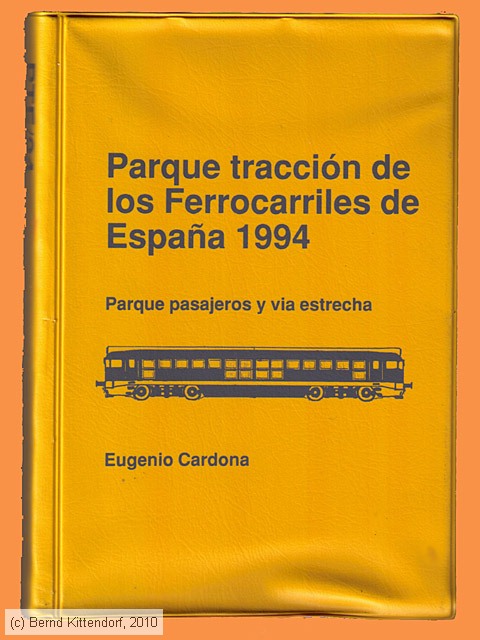 Parque tracción de
los Ferrocarriles de
España 1994
Parque pasajeros y via estrecha
Eugenio Cardona
(c) Bernd Kittendorf, 2010